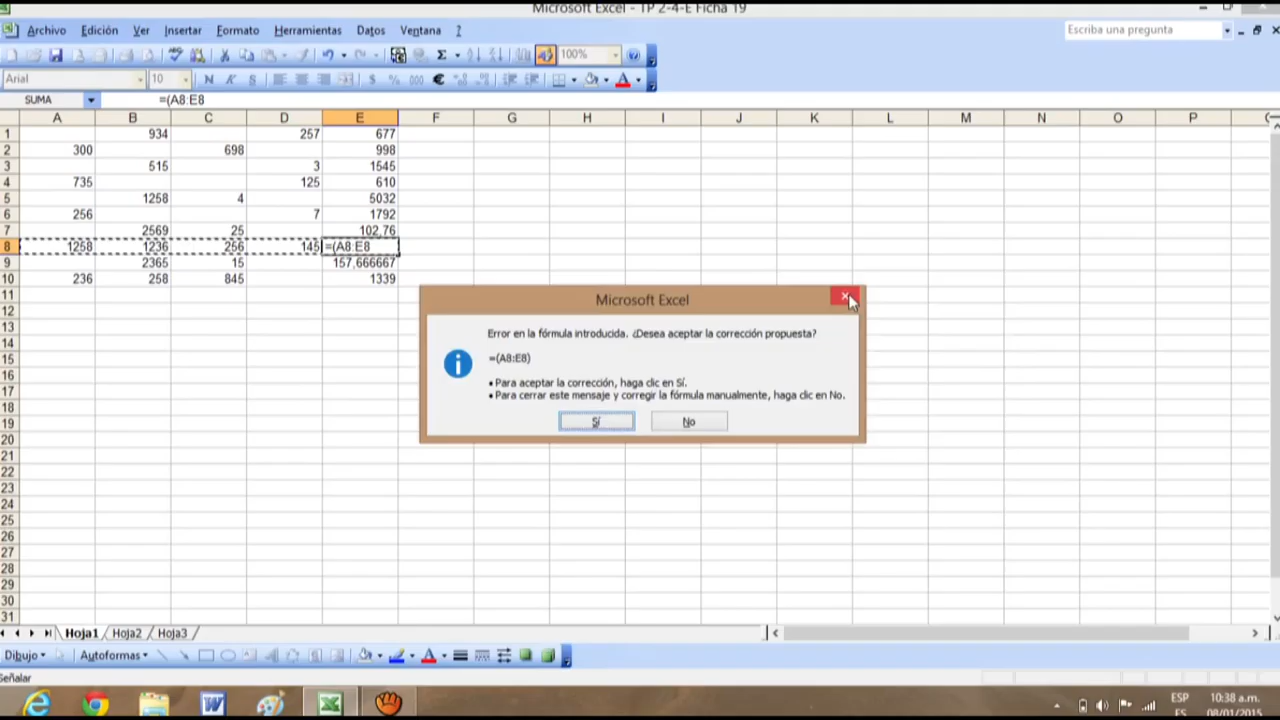 Microsoft Excel - TP 2-4-E Ficha 19
Archivo Edición Ver Insertar Formato Herramientas Datos Ventana ? Escriba una pregunta
Σ 100% ?
Arial 10 N K S $ % 000 € A
SUMA =(A8:E8
A B C D E F G H I J K L M N O P
1 934 257 677
2 300 698 998
3 515 3 1545
4 735 125 610
5 1258 4 5032
6 256 7 1792
7 2569 25 102,76
8 1258 1236 256 145 =(A8:E8
9 2365 15 157,666667
10 236 258 845 1339
11
Microsoft Excel
12
13
Error en la fórmula introducida. ¿Desea aceptar la corrección propuesta?
14
15
=(A8:E8)
16
• Para aceptar la corrección, haga clic en Sí.
17
• Para cerrar este mensaje y corregir la fórmula manualmente, haga clic en No.
18
Sí No
19
20
21
22
23
24
25
26
27
28
29
30
31
Hoja1 Hoja2 Hoja3
Dibujo Autoformas A
Señalar
ESP 10:38 a.m.
ES 08/01/2015